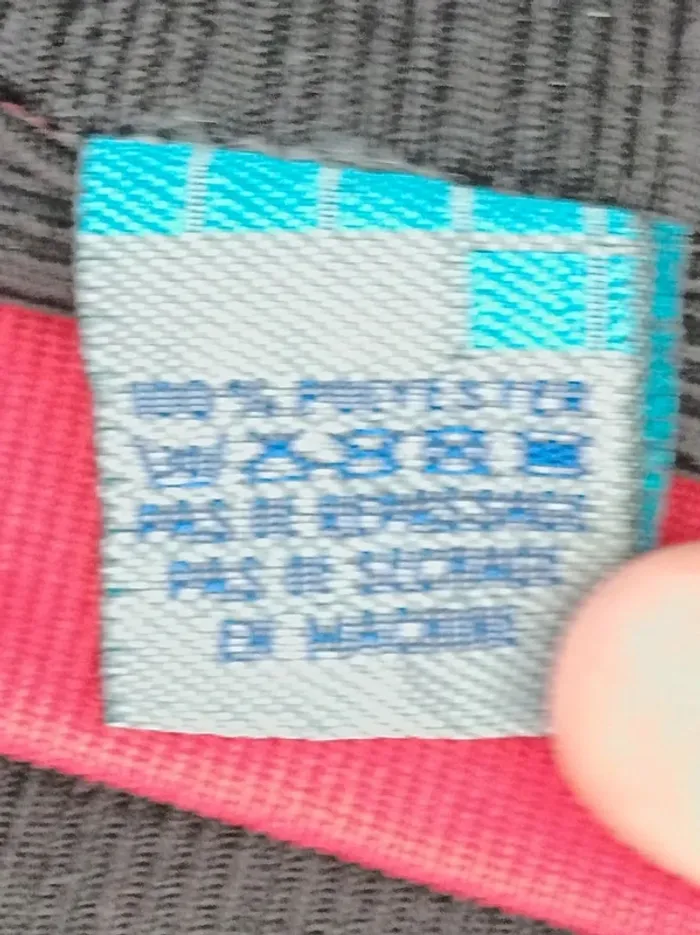 100 % POLYESTER
PAS DE REPASSAGE
PAS DE SECHAGE
EN MACHINE